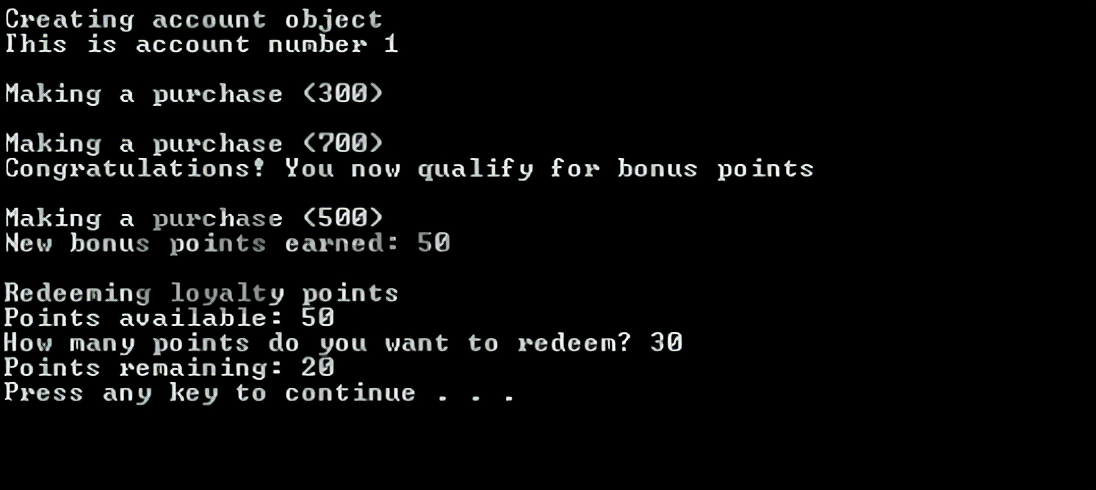 Creating account object
This is account number 1
Making a purchase (300)
Making a purchase (700)
Congratulations! You now qualify for bonus points
Making a purchase (500)
New bonus points earned: 50
Redeeming loyalty points
Points available: 50
How many points do you want to redeem? 30
Points remaining: 20
Press any key to continue . . .